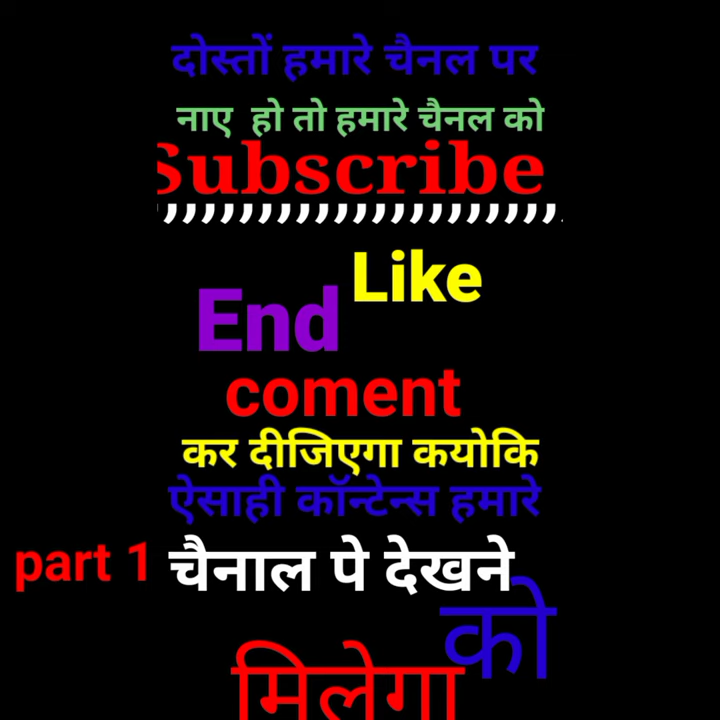 दोस्तों हमारे चैनल पर
नाए हो तो हमारे चैनल को
Subscribe
,,,,,,,,,,,,,,,,,,,,,
Like
End
coment
कर दीजिएगा कयोकि
ऐसाही कॉन्टेन्स हमारे
part 1 चैनाल पे देखने
को
मिलेगा